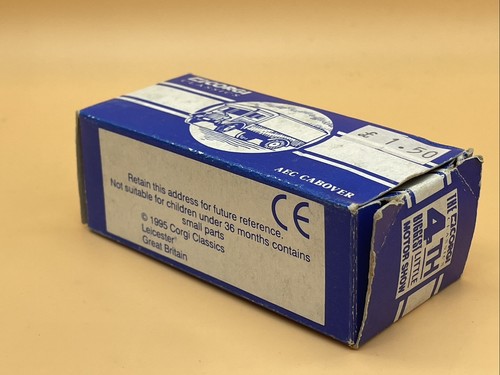 CORGI
CLASSICS
£ 1.50
AEC CABOVER
Retain this address for future reference.
Not suitable for children under 36 months contains
small parts
© 1995 Corgi Classics
Leicester
Great Britain
CE
CORGI
4TH
LITTLE
MOTOR SHOW